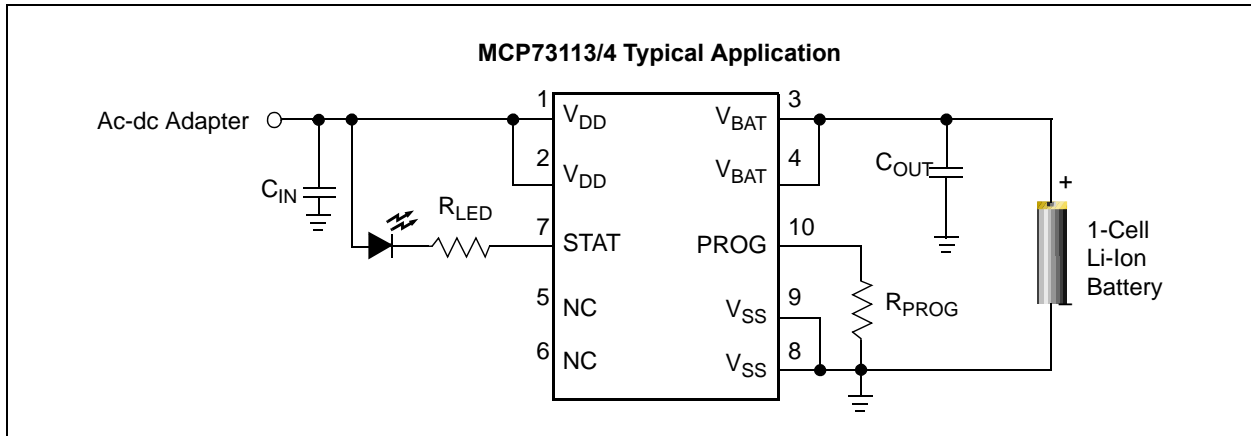 MCP73113/4 Typical Application
Ac-dc Adapter
1
VDD
3
VBAT
2
VDD
4
VBAT
CIN
COUT
RLED
7
STAT
10
PROG
+
1-Cell
Li-Ion
Battery
–
5
NC
9
VSS
RPROG
6
NC
8
VSS